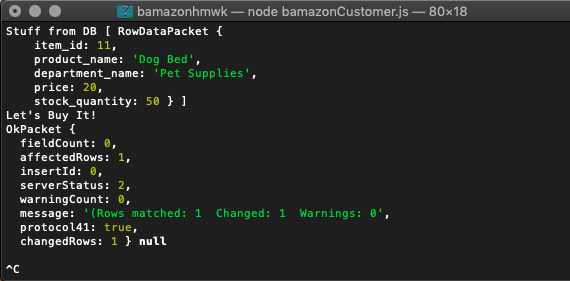 bamazonhmwk — node bamazonCustomer.js — 80×18
Stuff from DB [ RowDataPacket {
    item_id: 11,
    product_name: 'Dog Bed',
    department_name: 'Pet Supplies',
    price: 20,
    stock_quantity: 50 } ]
Let's Buy It!
OkPacket {
  fieldCount: 0,
  affectedRows: 1,
  insertId: 0,
  serverStatus: 2,
  warningCount: 0,
  message: '(Rows matched: 1  Changed: 1  Warnings: 0',
  protocol41: true,
  changedRows: 1 } null
^C